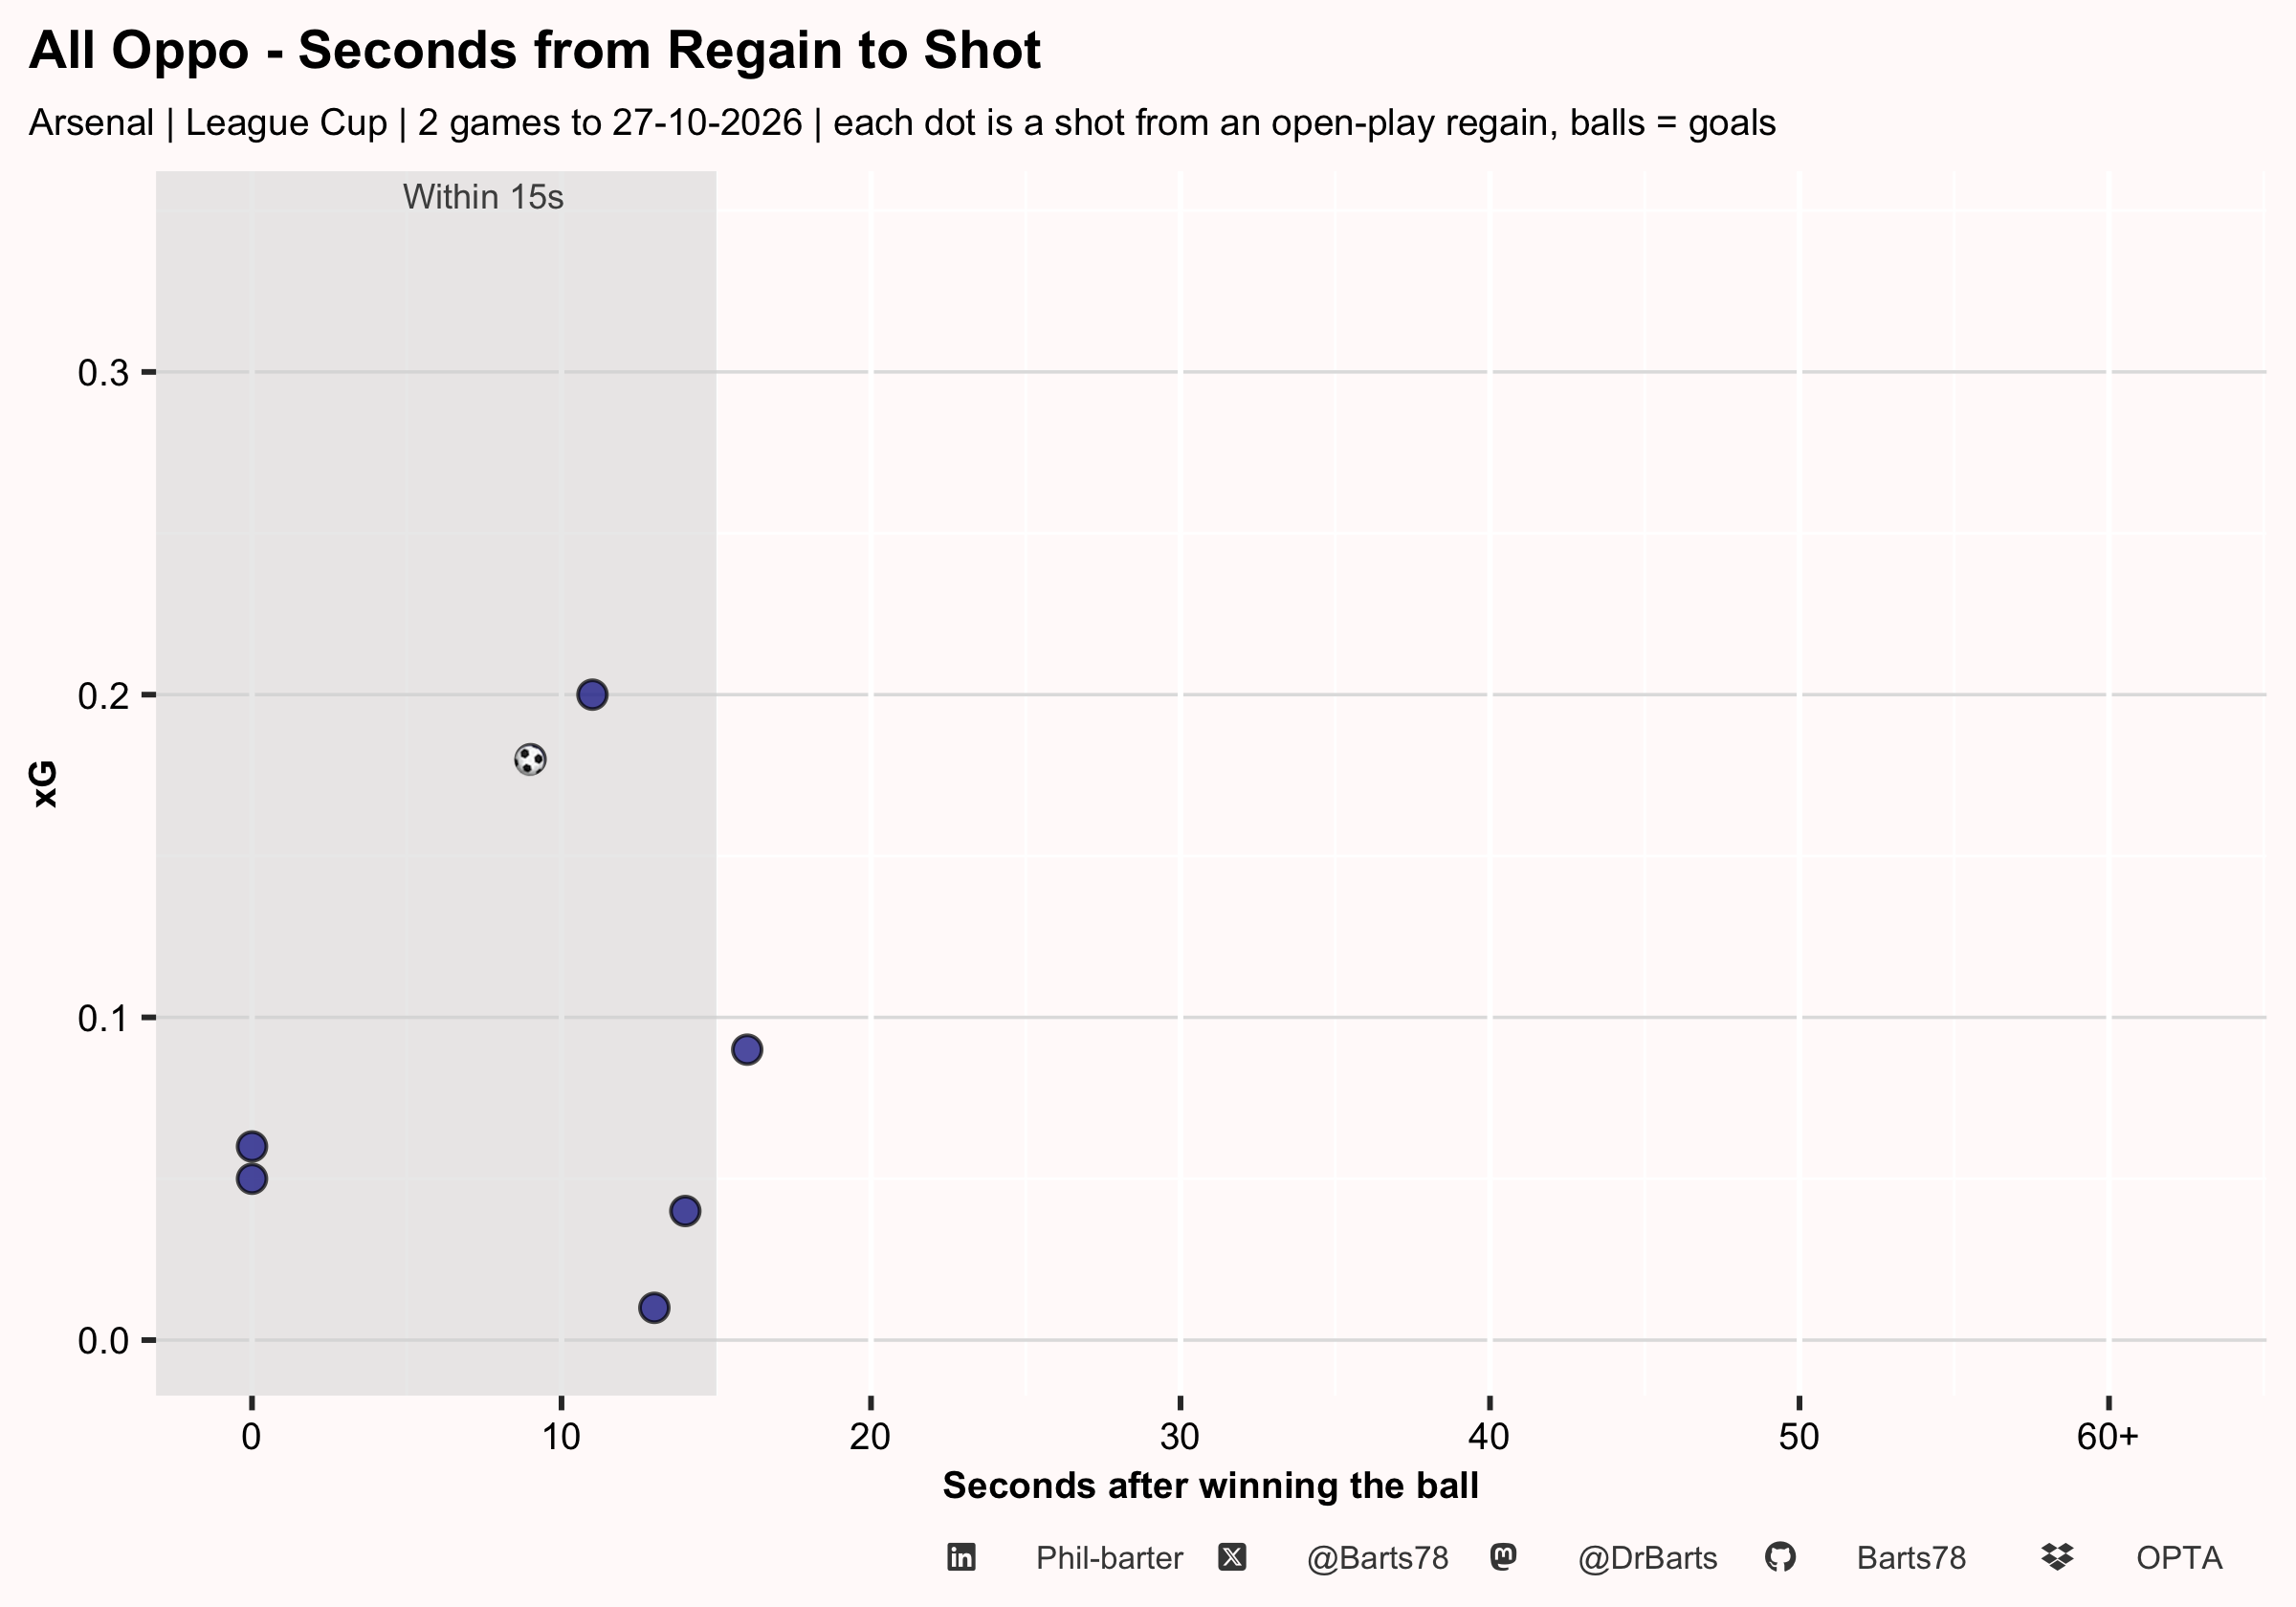 All Oppo - Seconds from Regain to Shot
Arsenal | League Cup | 2 games to 27-10-2026 | each dot is a shot from an open-play regain, balls = goals
Within 15s
0.3
0.2
xG
0.1
0.0
0 10 20 30 40 50 60+
Seconds after winning the ball
Phil-barter @Barts78 @DrBarts Barts78 OPTA